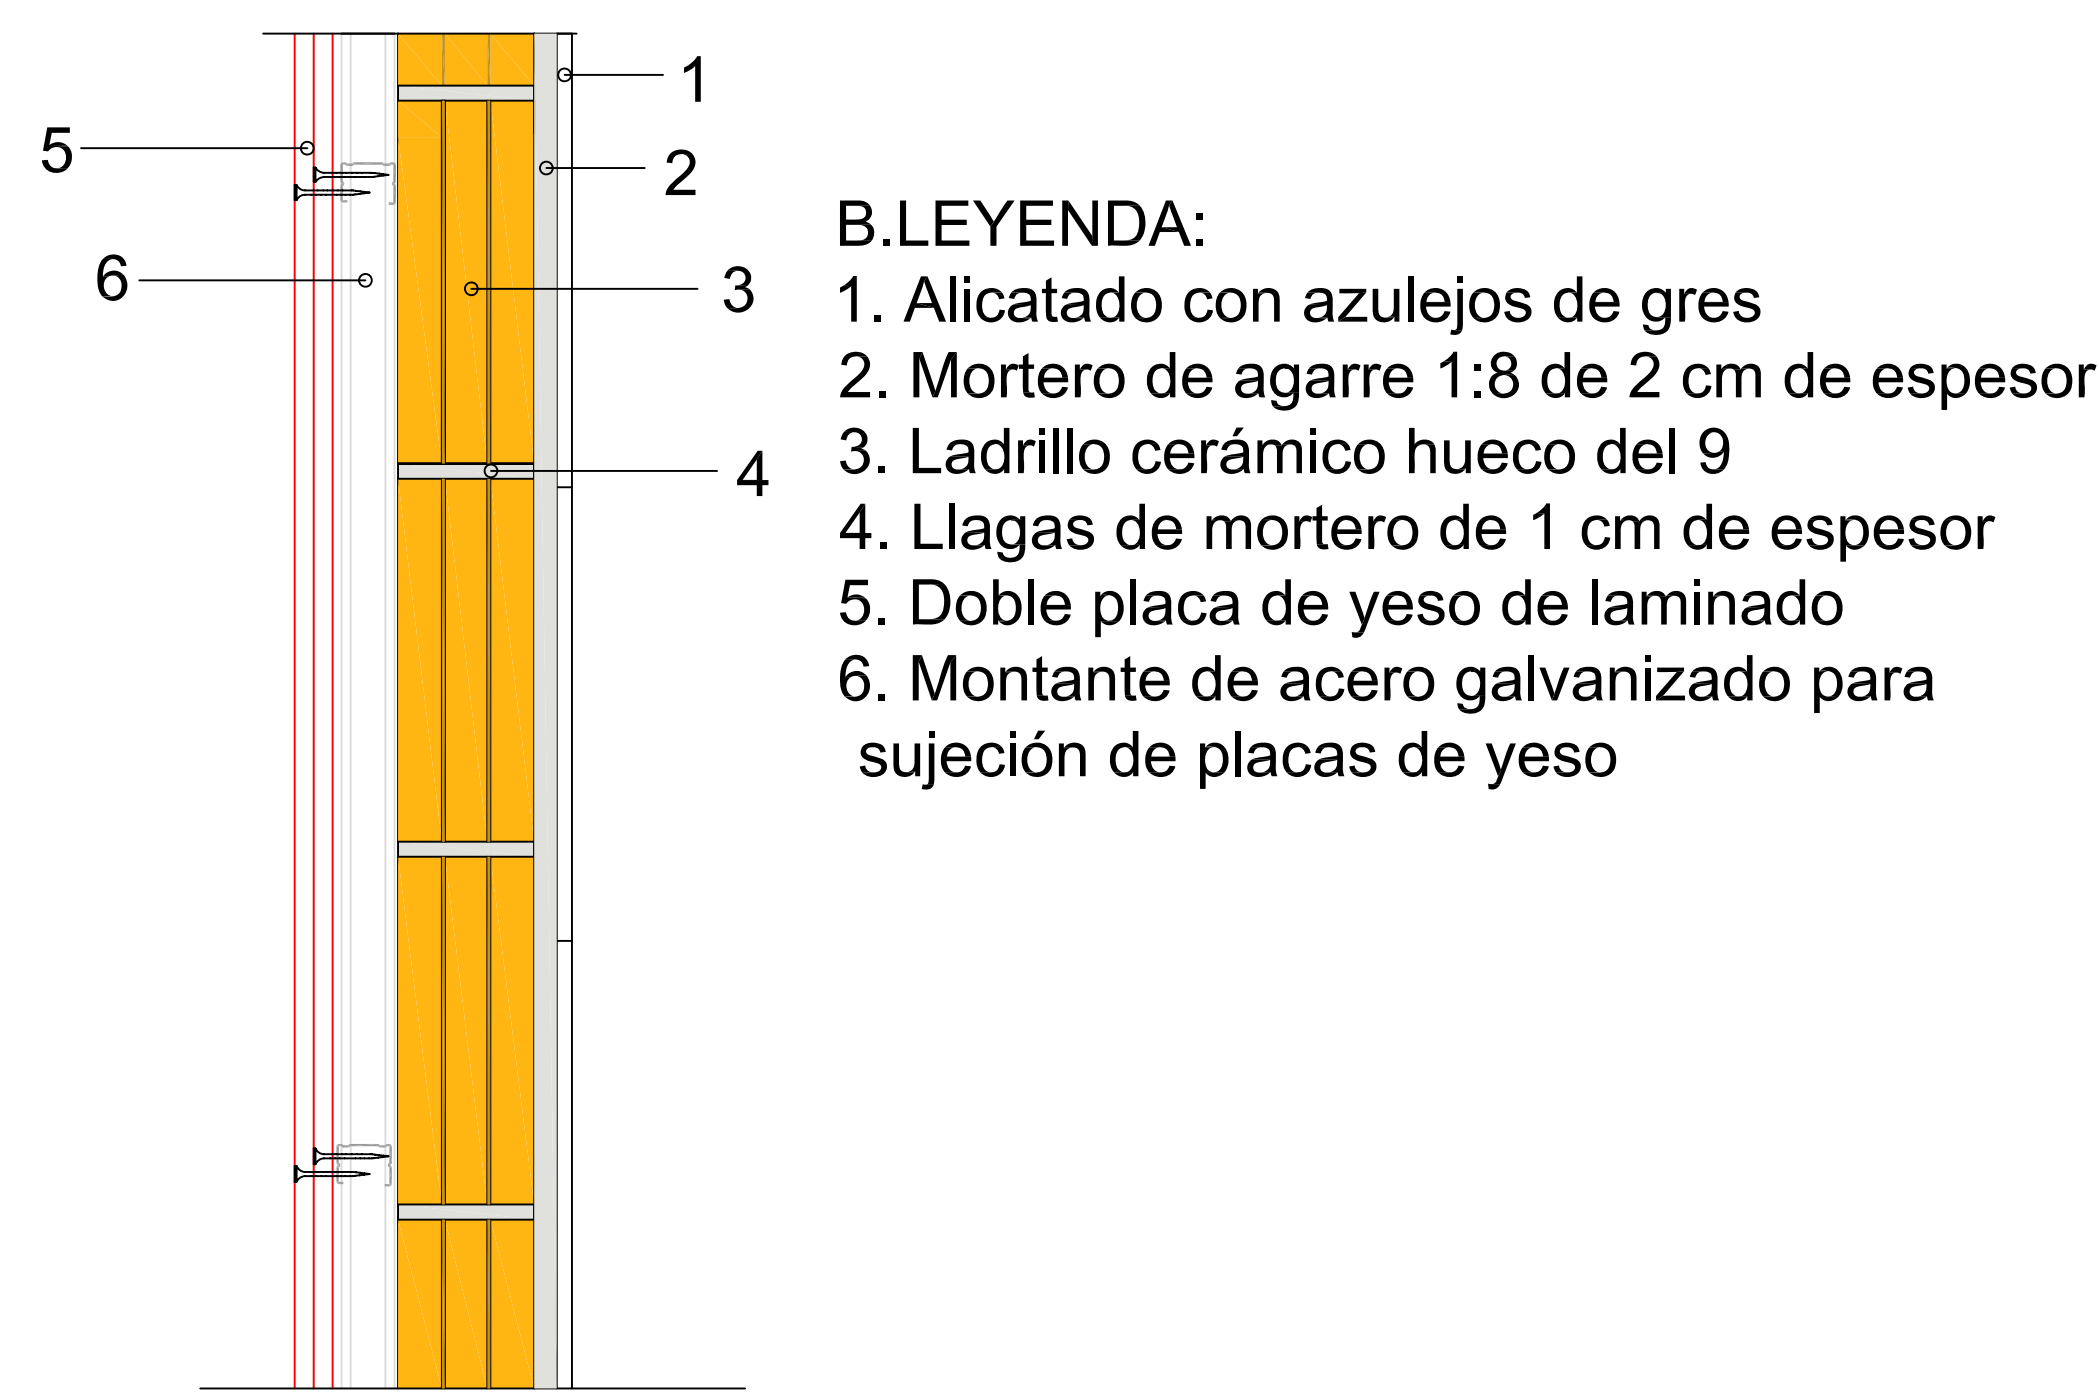 1
5
2
6
3
4
B.LEYENDA:
1. Alicatado con azulejos de gres
2. Mortero de agarre 1:8 de 2 cm de espesor
3. Ladrillo cerámico hueco del 9
4. Llagas de mortero de 1 cm de espesor
5. Doble placa de yeso de laminado
6. Montante de acero galvanizado para
sujeción de placas de yeso